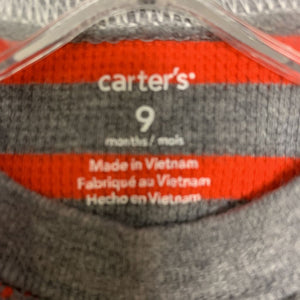 carter's
9
months / mois
Made in Vietnam
Fabriqué au Vietnam
Hecho en Vietnam